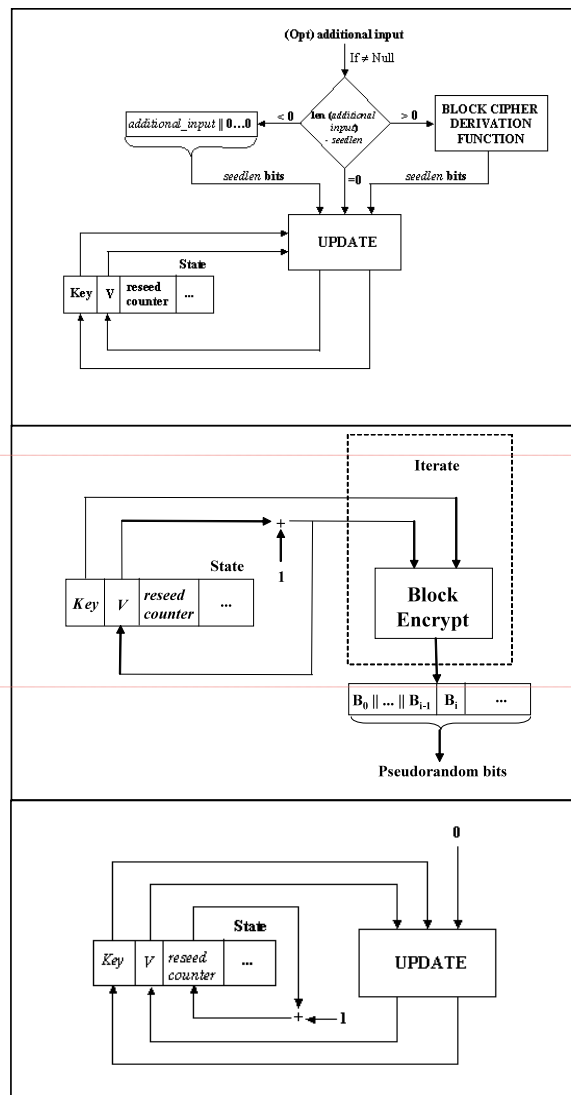 (Opt) additional input
If ≠ Null
len (additional
input)
- seedlen
< 0
> 0
=0
additional_input || 0...0
BLOCK CIPHER
DERIVATION
FUNCTION
seedlen bits
seedlen bits
UPDATE
State
Key V reseed
counter ...
Iterate
+
1
State
Key V reseed
counter ...
Block
Encrypt
B0 || ... || Bi-1 Bi ...
Pseudorandom bits
0
State
Key V reseed
counter ...
UPDATE
+ 1